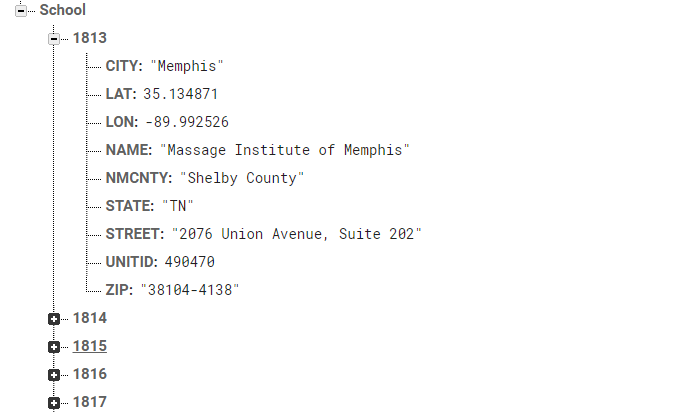 School
1813
CITY: "Memphis"
LAT: 35.134871
LON: -89.992526
NAME: "Massage Institute of Memphis"
NMCNTY: "Shelby County"
STATE: "TN"
STREET: "2076 Union Avenue, Suite 202"
UNITID: 490470
ZIP: "38104-4138"
1814
1815
1816
1817